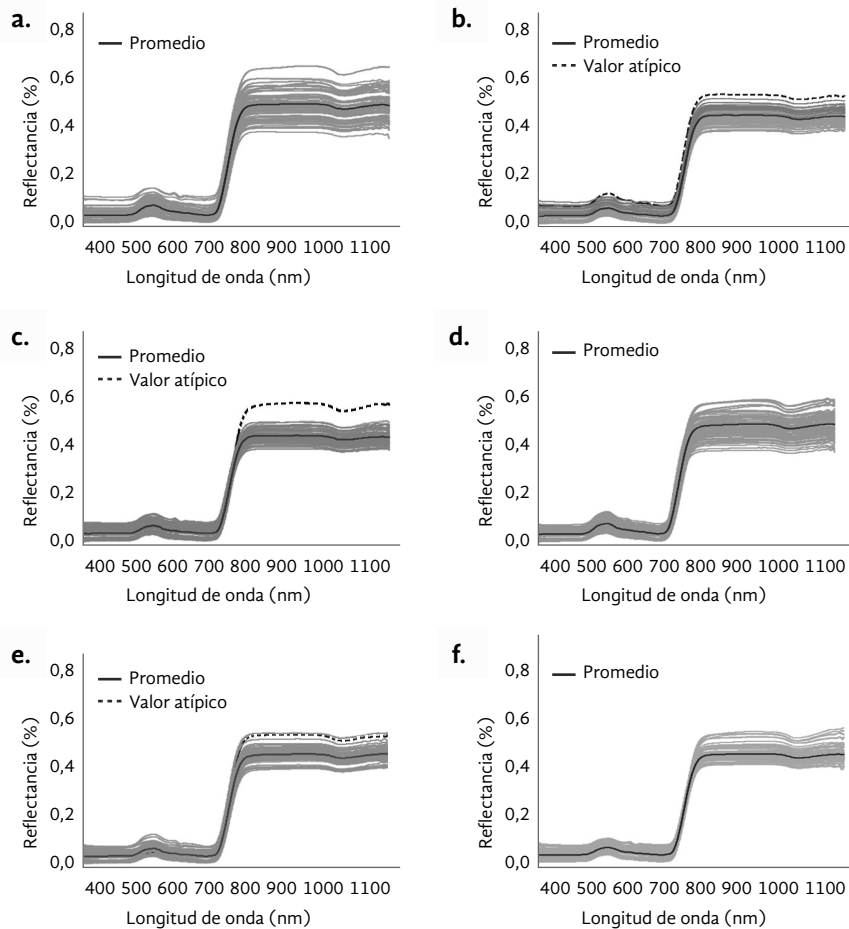 a.
0,8
Promedio
0,6
0,4
0,2
0,0
Reflectancia (%)
400 500 600 700 800 900 1000 1100
Longitud de onda (nm)
b.
0,8
Promedio
Valor atípico
0,6
0,4
0,2
0,0
Reflectancia (%)
400 500 600 700 800 900 1000 1100
Longitud de onda (nm)
c.
0,8
Promedio
Valor atípico
0,6
0,4
0,2
0,0
Reflectancia (%)
400 500 600 700 800 900 1000 1100
Longitud de onda (nm)
d.
0,8
Promedio
0,6
0,4
0,2
0,0
Reflectancia (%)
400 500 600 700 800 900 1000 1100
Longitud de onda (nm)
e.
0,8
Promedio
Valor atípico
0,6
0,4
0,2
0,0
Reflectancia (%)
400 500 600 700 800 900 1000 1100
Longitud de onda (nm)
f.
0,8
Promedio
0,6
0,4
0,2
0,0
Reflectancia (%)
400 500 600 700 800 900 1000 1100
Longitud de onda (nm)